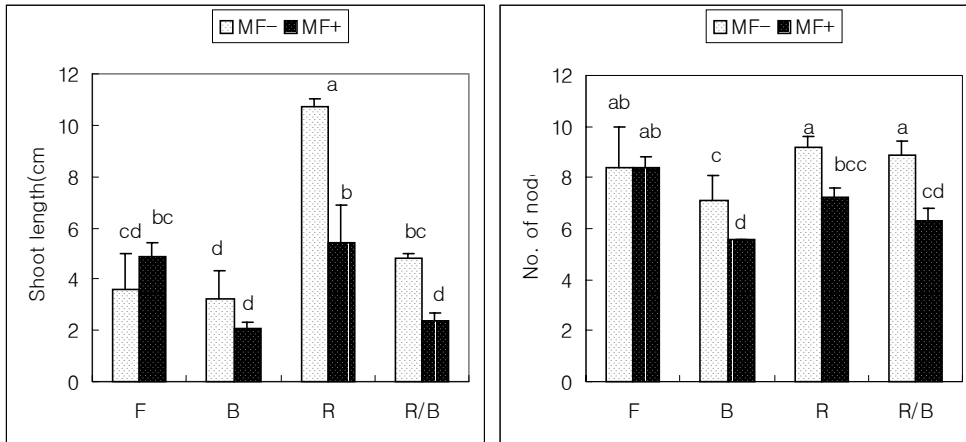 MF− MF+
Shoot length(cm
12
10
8
6
4
2
0
cd bc d d a b bc d
F B R R/B
MF− MF+
No. of nod
12
10
8
6
4
2
0
ab ab c d a bcc a cd
F B R R/B